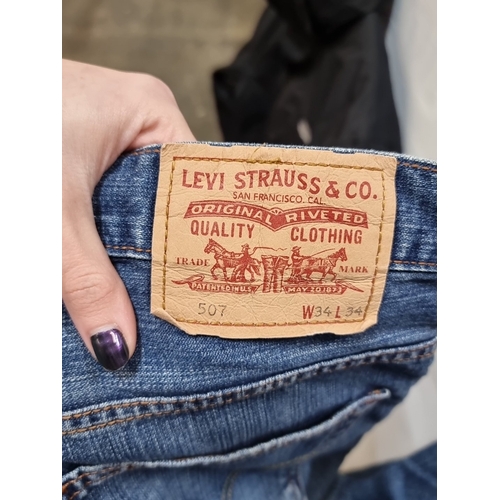 LEVI STRAUSS & CO.
SAN FRANCISCO. CAL.
ORIGINAL RIVETED
QUALITY CLOTHING
TRADE MARK
PATENTED IN U.S. MAY 20 1873
507 W34 L34